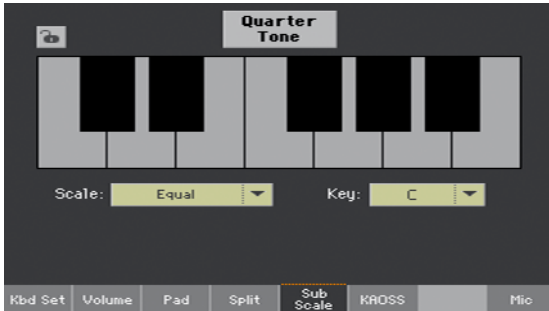 Quarter
Tone
Scale: Equal Key: C
Kbd Set Volume Pad Split Sub Scale KAOSS Mic